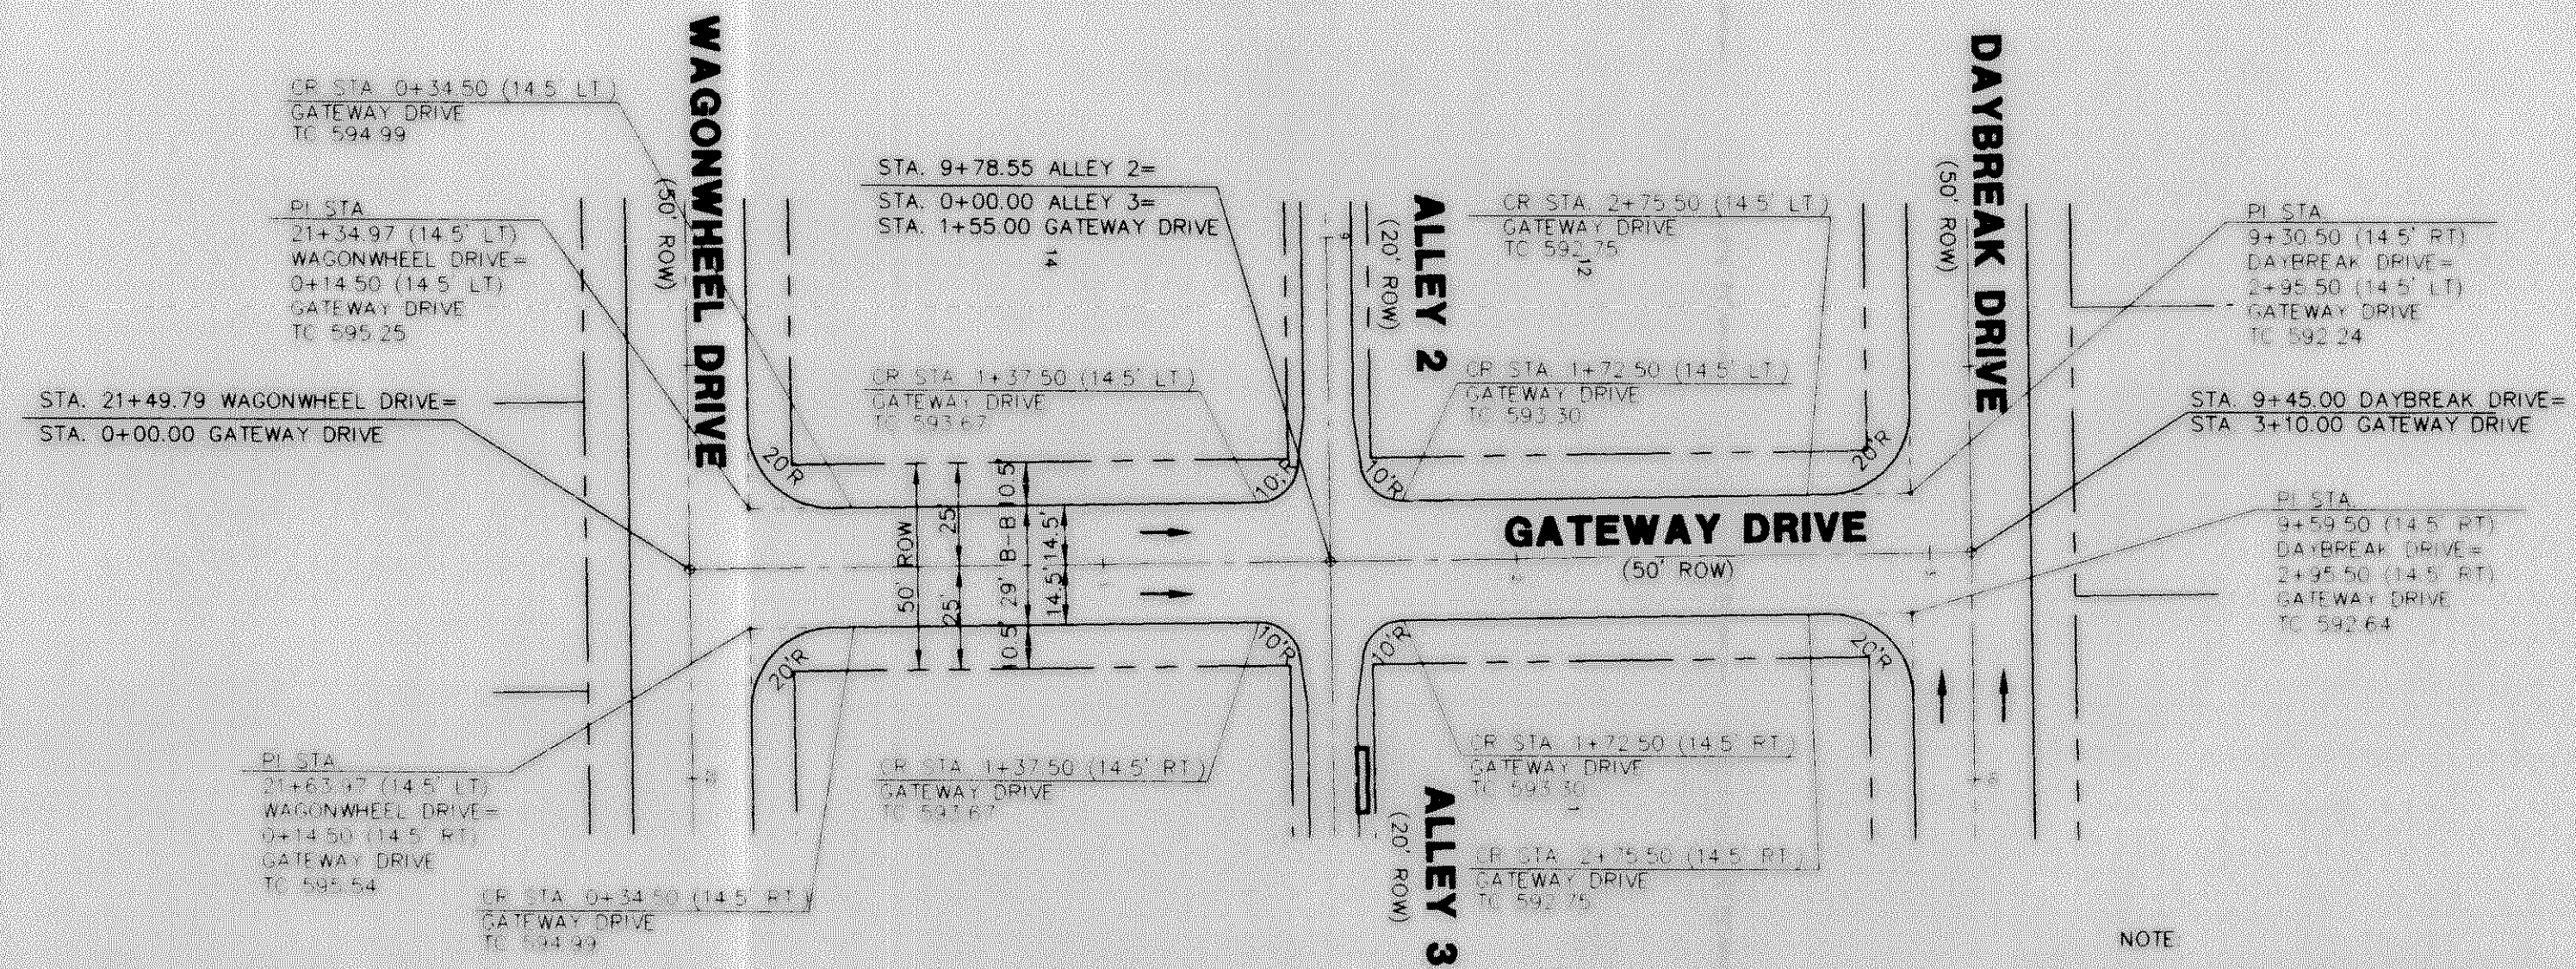 WAGONWHEEL DRIVE
(50' ROW)
CR STA. 0+34.50 (14.5' LT.)
GATEWAY DRIVE
TC 594.99
PI STA.
21+34.97 (14.5' LT)
WAGONWHEEL DRIVE=
0+14.50 (14.5' LT)
GATEWAY DRIVE
TC 595.25
STA. 21+49.79 WAGONWHEEL DRIVE=
STA. 0+00.00 GATEWAY DRIVE
STA. 9+78.55 ALLEY 2=
STA. 0+00.00 ALLEY 3=
STA. 1+55.00 GATEWAY DRIVE
14
CR STA. 1+37.50 (14.5' LT.)
GATEWAY DRIVE
TC 593.67
ALLEY 2
(20' ROW)
9
CR STA. 2+75.50 (14.5' LT.)
GATEWAY DRIVE
TC 592.75
12
CR STA. 1+72.50 (14.5' LT.)
GATEWAY DRIVE
TC 593.30
DAYBREAK DRIVE
(50' ROW)
PI STA.
9+30.50 (14.5' RT)
DAYBREAK DRIVE=
2+95.50 (14.5' LT)
GATEWAY DRIVE
TC 592.24
STA. 9+45.00 DAYBREAK DRIVE=
STA. 3+10.00 GATEWAY DRIVE
20'R
10'R
10'R
20'R
50' ROW
25'
25'
10.5'
29' B-B
10.5'
14.5'
14.5'
GATEWAY DRIVE
(50' ROW)
20'R
10'R
10'R
20'R
PI STA.
9+59.50 (14.5' RT)
DAYBREAK DRIVE=
2+95.50 (14.5' RT)
GATEWAY DRIVE
TC 592.64
PI STA.
21+63.97 (14.5' LT)
WAGONWHEEL DRIVE=
0+14.50 (14.5' RT)
GATEWAY DRIVE
TC 595.54
CR STA. 0+34.50 (14.5' RT.)
GATEWAY DRIVE
TC 594.99
CR STA. 1+37.50 (14.5' RT.)
GATEWAY DRIVE
TC 593.67
CR STA. 1+72.50 (14.5' RT.)
GATEWAY DRIVE
TC 593.30
1
CR STA. 2+75.50 (14.5' RT.)
GATEWAY DRIVE
TC 592.75
ALLEY 3
(20' ROW)
NOTE